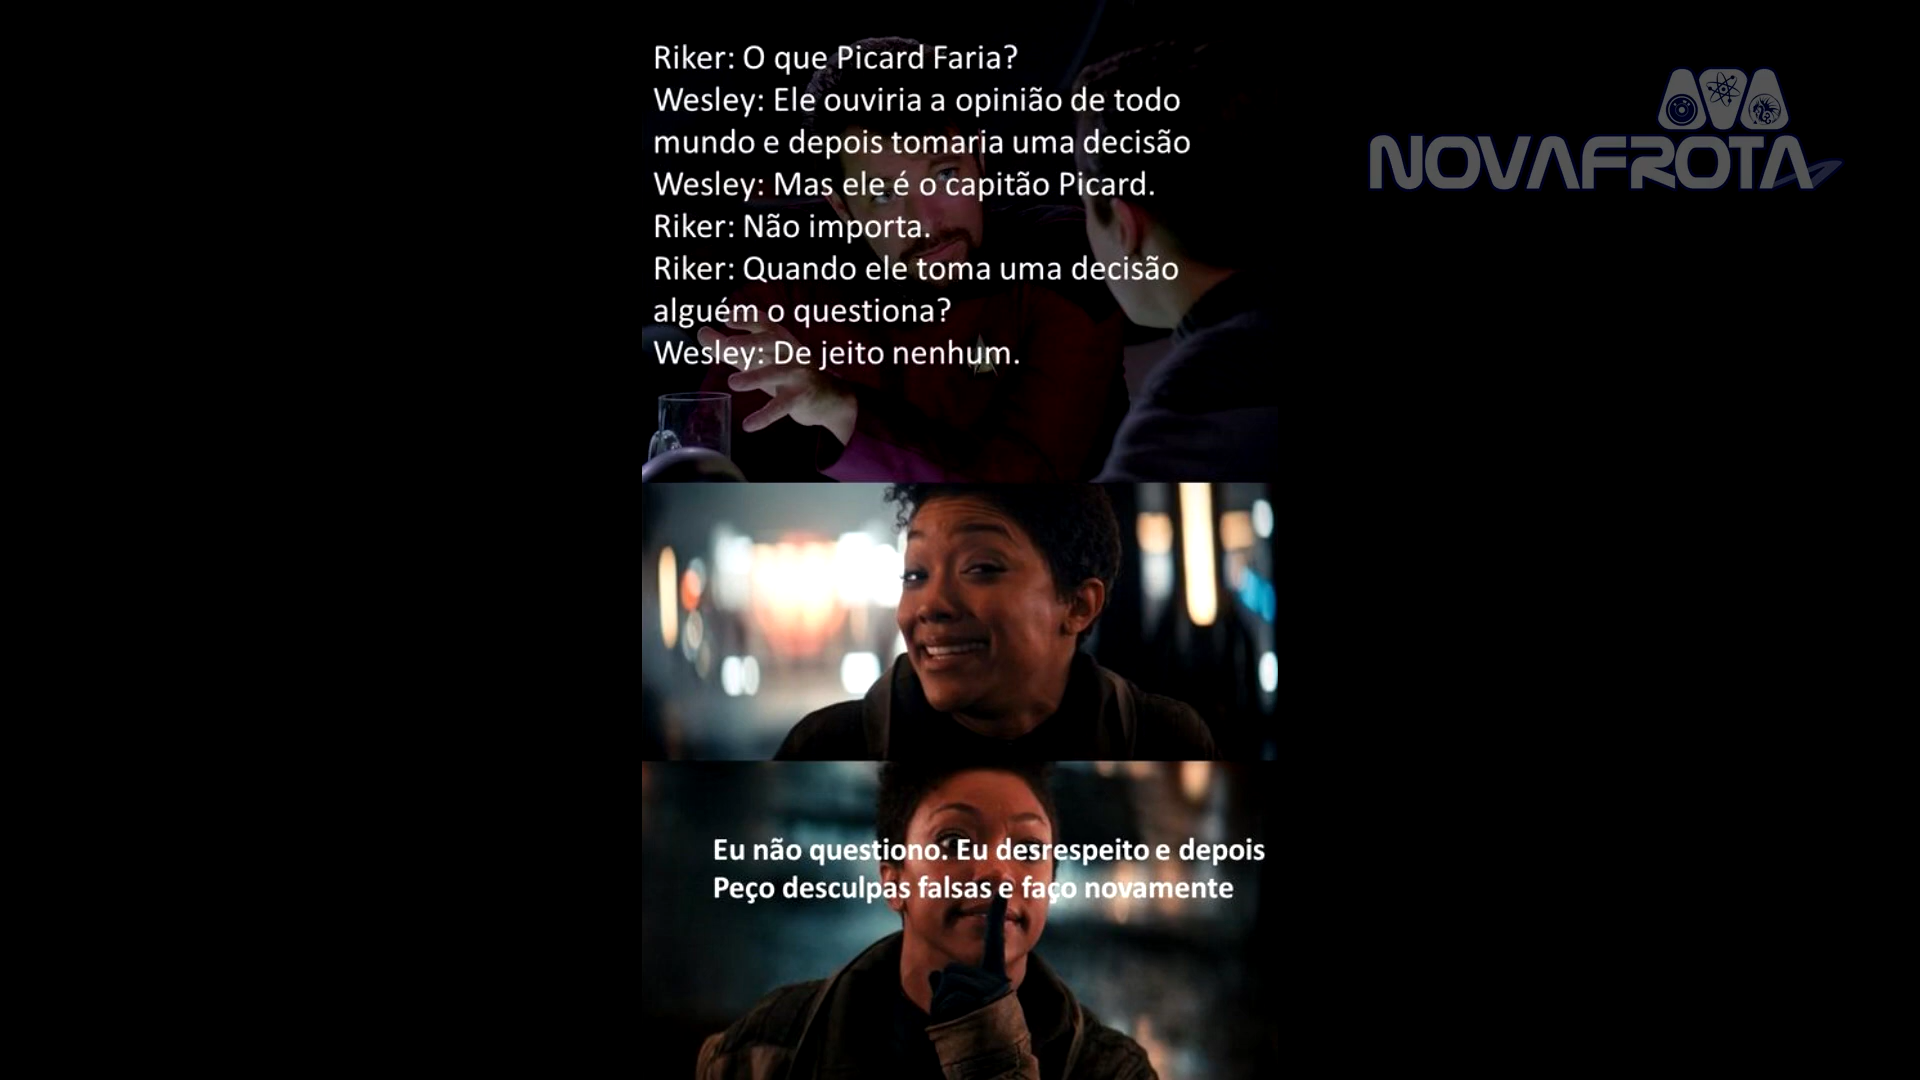 Riker: O que Picard Faria?
Wesley: Ele ouviria a opinião de todo
mundo e depois tomaria uma decisão
Wesley: Mas ele é o capitão Picard.
Riker: Não importa.
Riker: Quando ele toma uma decisão
alguém o questiona?
Wesley: De jeito nenhum.
NOVAFROTA
Eu não questiono. Eu desrespeito e depois
Peço desculpas falsas e faço novamente